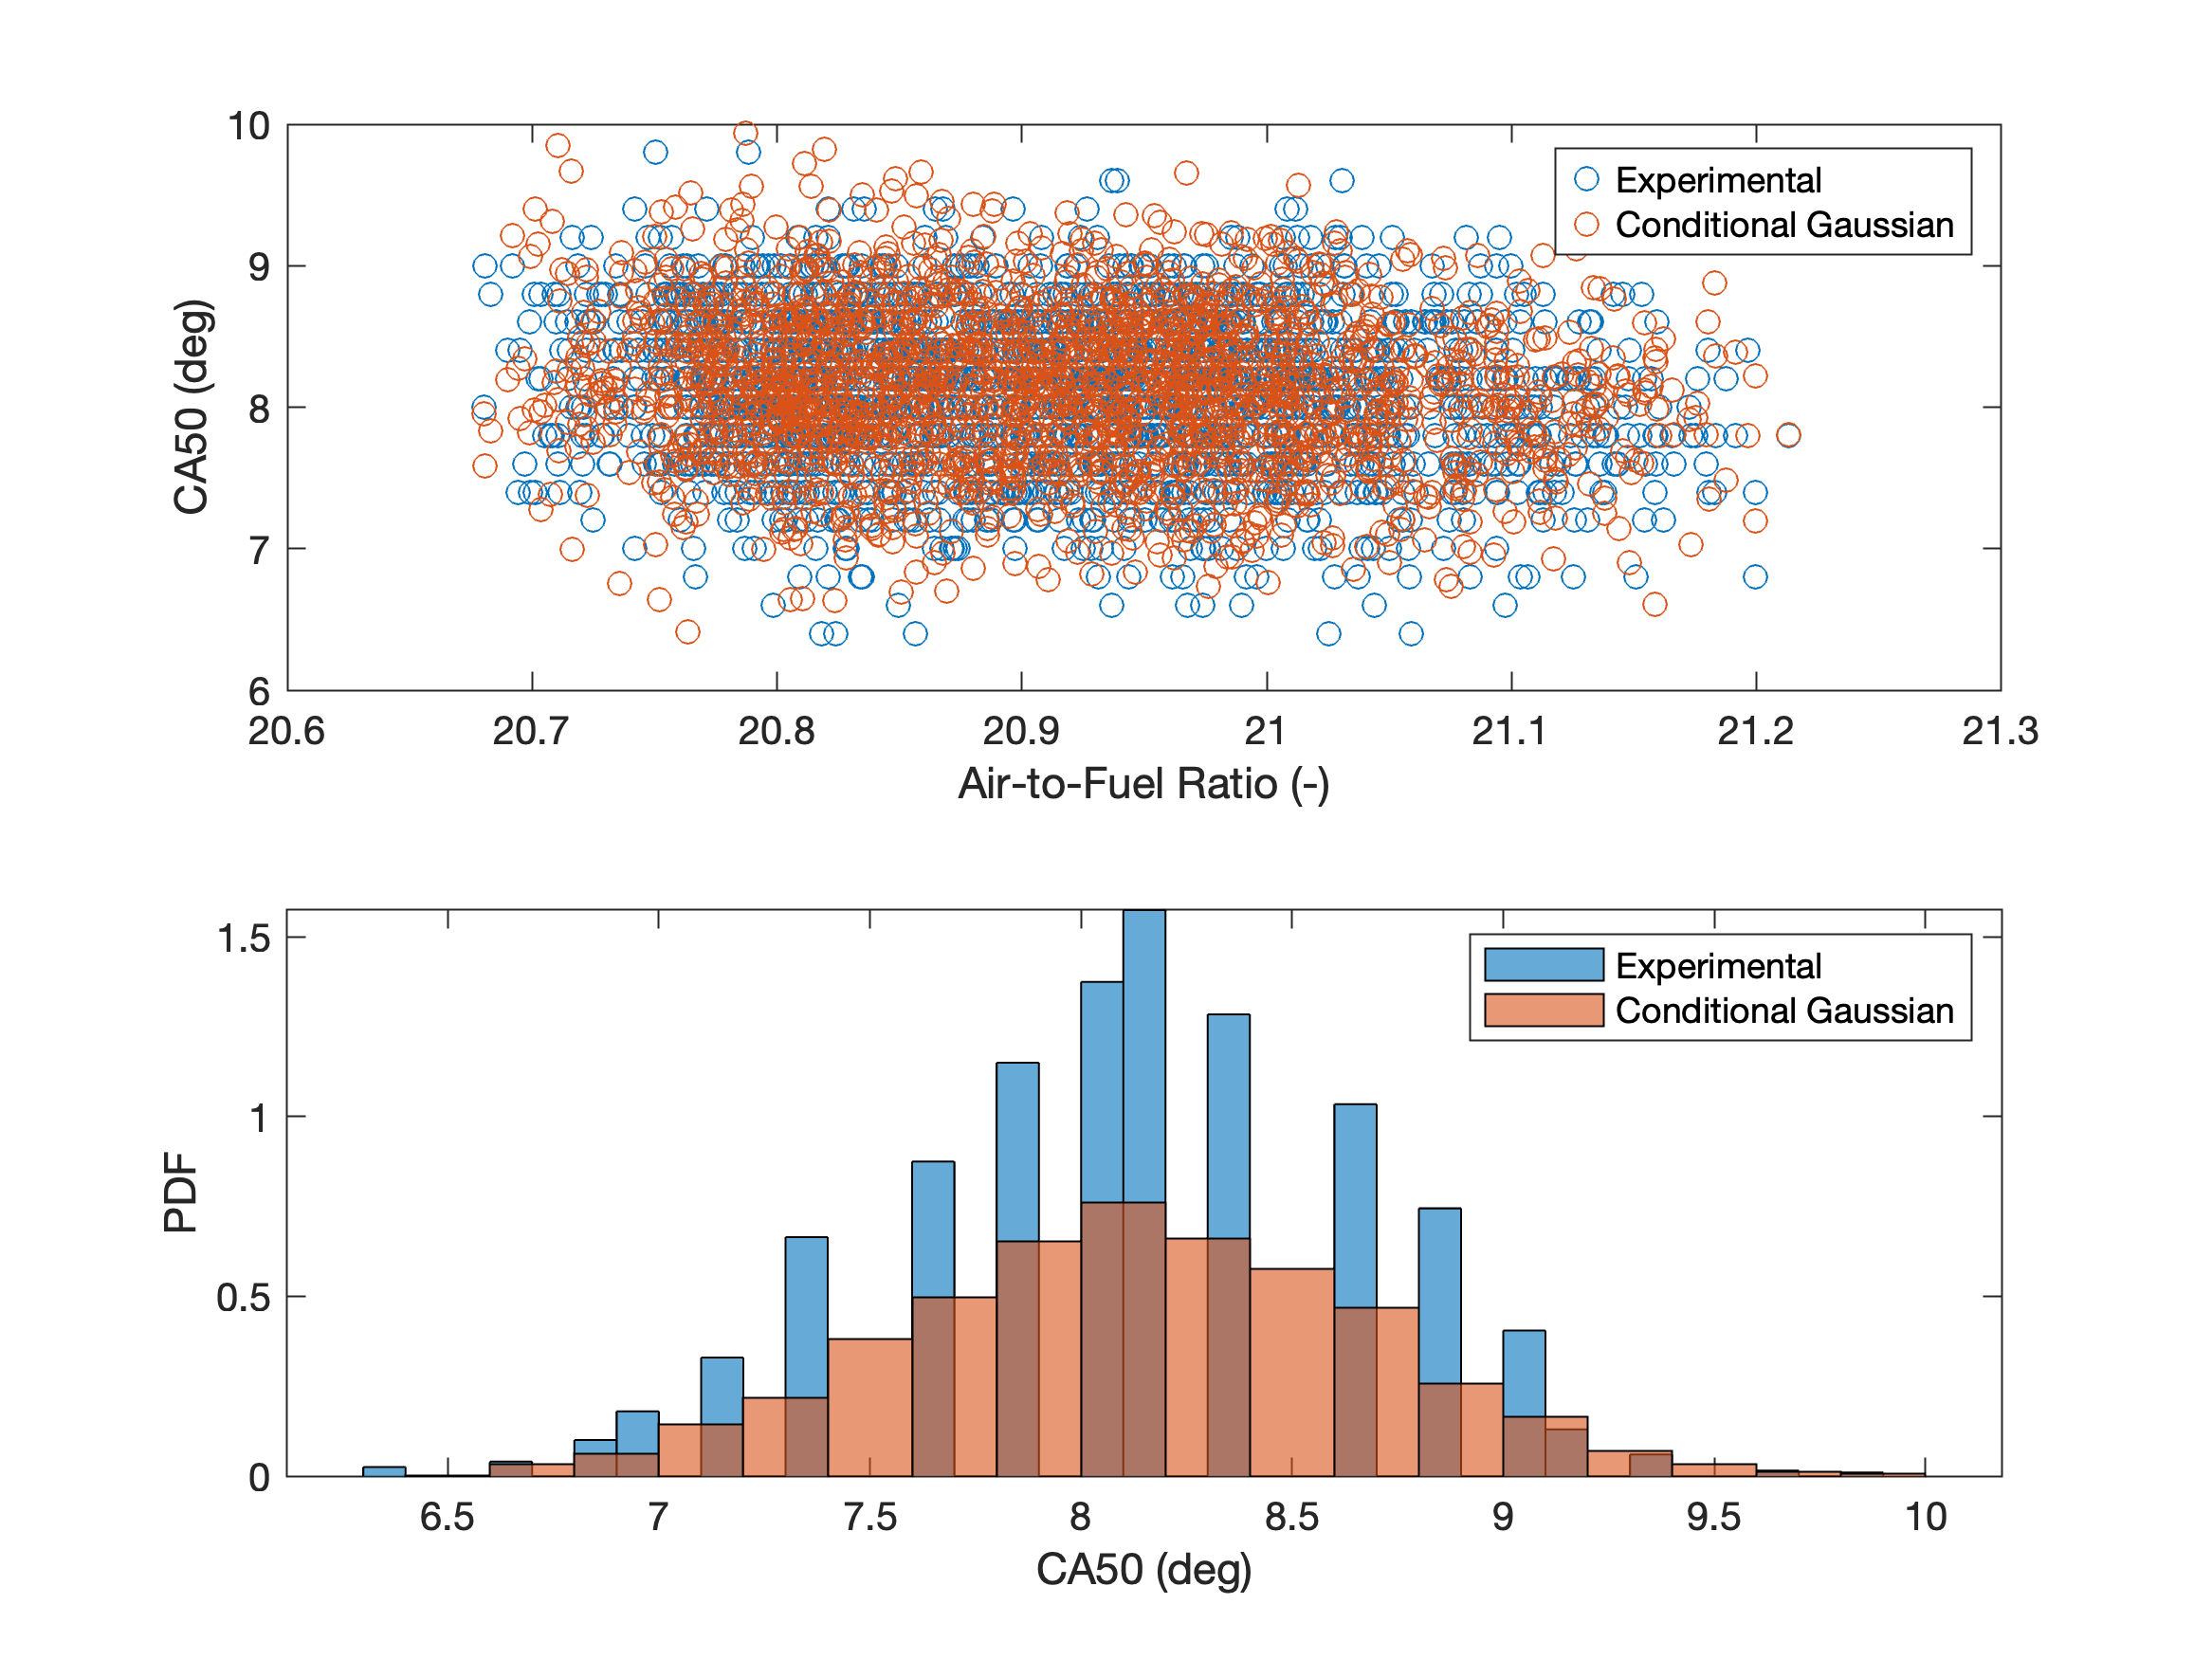 10
9
8
7
6
CA50 (deg)
20.6 20.7 20.8 20.9 21 21.1 21.2 21.3
Air-to-Fuel Ratio (-)
Experimental
Conditional Gaussian
1.5
1
0.5
0
PDF
6.5 7 7.5 8 8.5 9 9.5 10
CA50 (deg)
Experimental
Conditional Gaussian